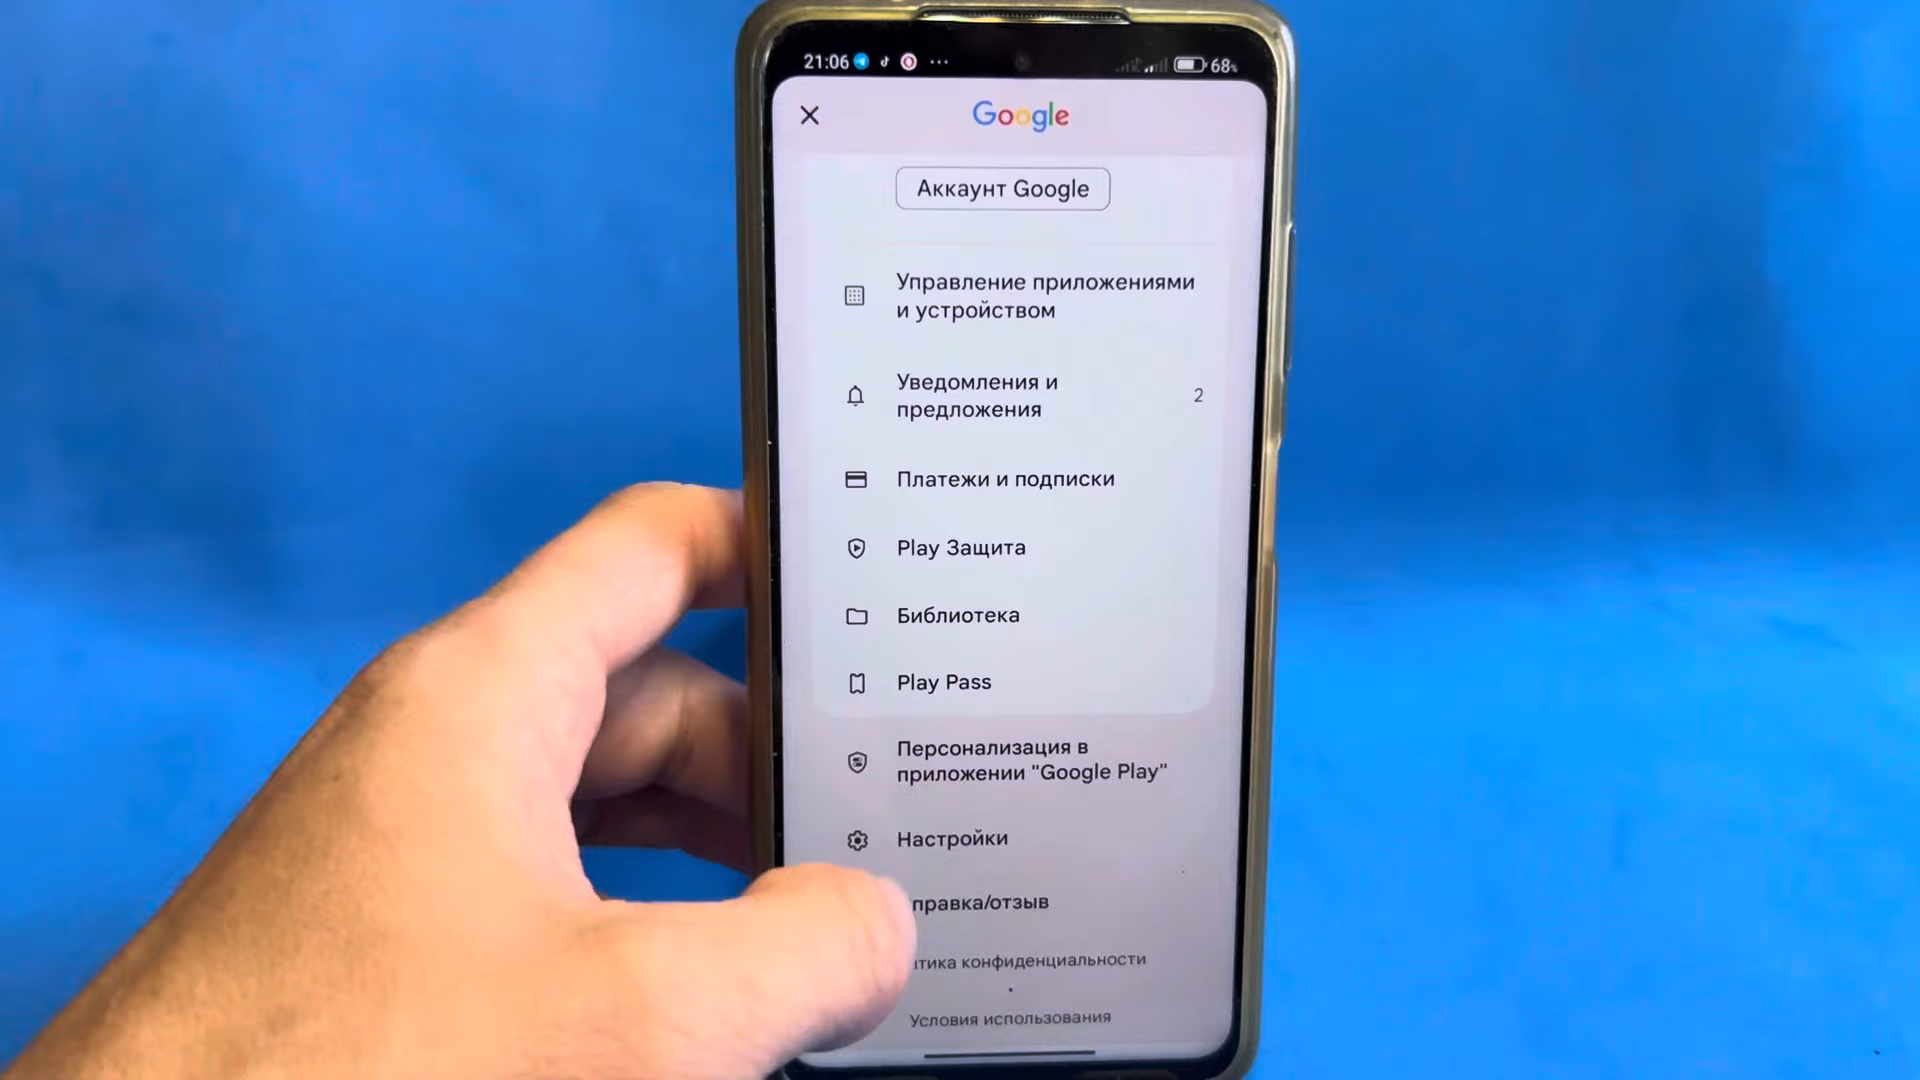 21:06
68%
Google
Аккаунт Google
Управление приложениями
и устройством
Уведомления и
предложения
2
Платежи и подписки
Play Защита
Библиотека
Play Pass
Персонализация в
приложении "Google Play"
Настройки
правка/отзыв
итика конфиденциальности
Условия использования